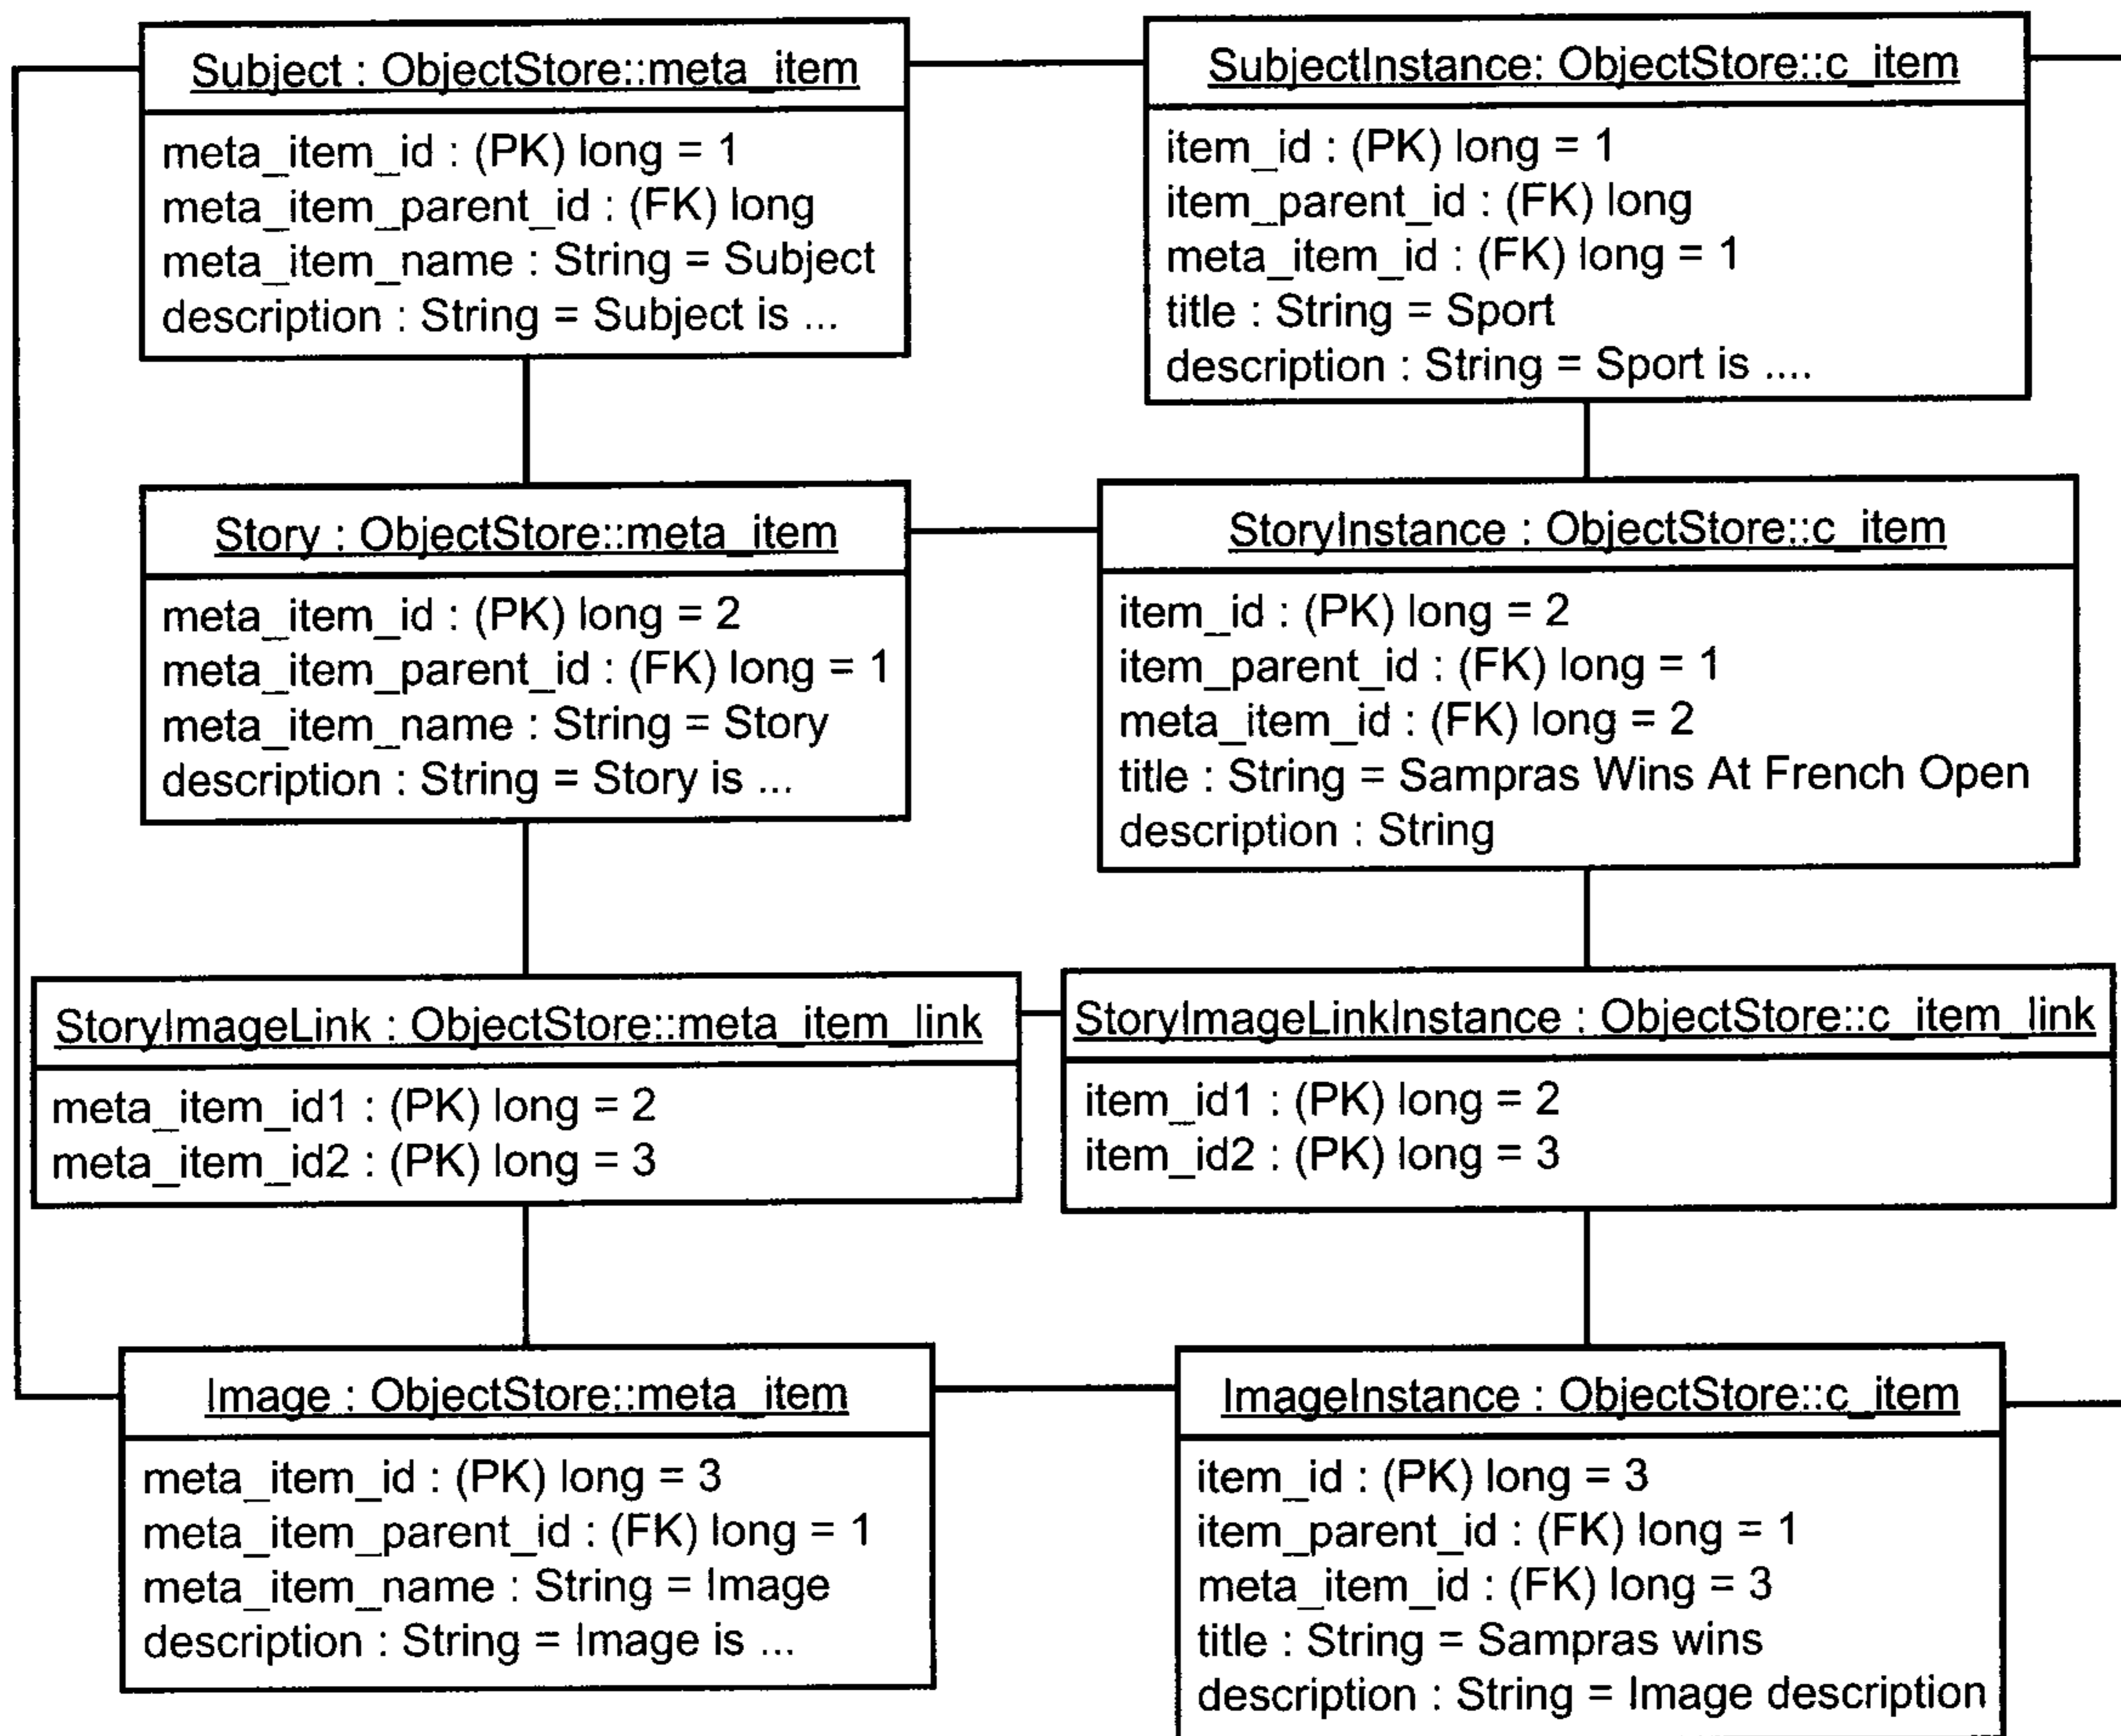 Subject : ObjectStore::meta_item
meta_item_id : (PK) long = 1
meta_item_parent_id : (FK) long
meta_item_name : String = Subject
description : String = Subject is ...
SubjectInstance: ObjectStore::c_item
item_id : (PK) long = 1
item_parent_id : (FK) long
meta_item_id : (FK) long = 1
title : String = Sport
description : String = Sport is ....
Story : ObjectStore::meta_item
meta_item_id : (PK) long = 2
meta_item_parent_id : (FK) long = 1
meta_item_name : String = Story
description : String = Story is ...
StoryInstance : ObjectStore::c_item
item_id : (PK) long = 2
item_parent_id : (FK) long = 1
meta_item_id : (FK) long = 2
title : String = Sampras Wins At French Open
description : String
StoryImageLink : ObjectStore::meta_item_link
meta_item_id1 : (PK) long = 2
meta_item_id2 : (PK) long = 3
StoryImageLinkInstance : ObjectStore::c_item_link
item_id1 : (PK) long = 2
item_id2 : (PK) long = 3
Image : ObjectStore::meta_item
meta_item_id : (PK) long = 3
meta_item_parent_id : (FK) long = 1
meta_item_name : String = Image
description : String = Image is ...
ImageInstance : ObjectStore::c_item
item_id : (PK) long = 3
item_parent_id : (FK) long = 1
meta_item_id : (FK) long = 3
title : String = Sampras wins
description : String = Image description